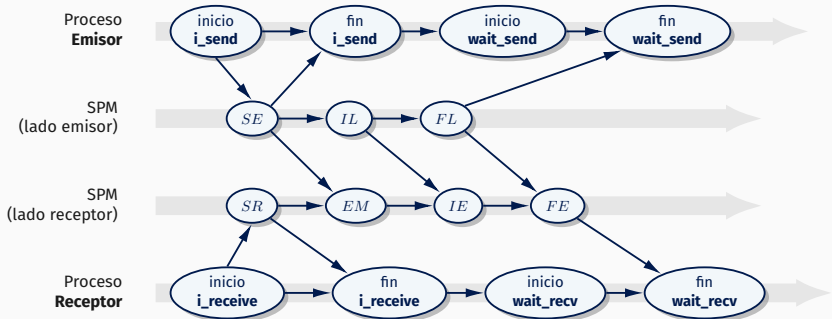 Proceso
Emisor
inicio
i_send
fin
i_send
inicio
wait_send
fin
wait_send
SPM
(lado emisor)
SE
IL
FL
SPM
(lado receptor)
SR
EM
IE
FE
Proceso
Receptor
inicio
i_receive
fin
i_receive
inicio
wait_recv
fin
wait_recv